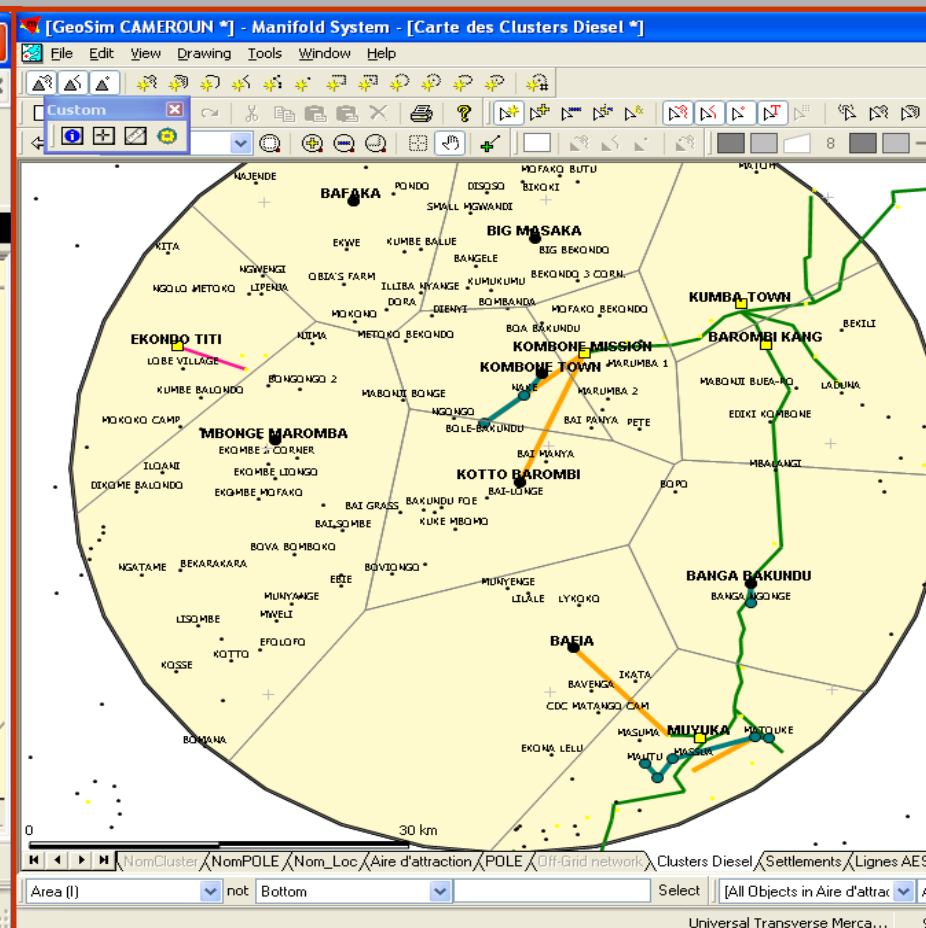 [GeoSim CAMEROUN *] - Manifold System - [Carte des Clusters Diesel *]
File Edit View Drawing Tools Window Help
Custom
8
MOFAKO BUTU
MATOH
NAJENDE
PONDO
DISOSO
BIKOKI
BAFAKA
SMALL NGWANDI
BIG MASAKA
KITA
EKWE
KUMBE BALUE
BIG BEKONDO
BANGELE
NGWENGI
OBIA'S FARM
BEKONDO 3 CORN.
NGOLO METOKO
LIPENJA
ILLIBA NYANGE
KUMUKUMU
DORA
BOMBANDA
KUMBA TOWN
MOKONO
DIENYI
MOFAKO BEKONDO
BEKILI
BOA BAKUNDU
NJIMA
METOKO BEKONDO
BAROMBI KANG
EKONDO TITI
KOMBONE MISSION
LOBE VILLAGE
MARUMBA 1
KOMBONE TOWN
BONGONGO 2
MABONJI BUEA-RO
LADUNA
KUMBE BALONDO
MABONJI BONGE
NAKE
MARUMBA 2
NGONGO
EDIKI KOMBONE
MOKOKO CAMP
BOLE-BAKUNDU
BAI PANYA
PETE
MBONGE MAROMBA
EKOMBE 3 CORNER
BAI MANYA
ILOANI
EKOMBE LIONGO
KOTTO BAROMBI
MBALANGI
DIKOME BALONDO
EKOMBE MOFAKO
BAI-LONGE
BOPO
BAI GRASS
BAKUNDU FOE
BAI SOMBE
KUKE MBOMO
BOVA BOMBOKO
NGATAME
BEKARAKARA
BOVIONGO
EBIE
MUNYENGE
BANGA BAKUNDU
MUNYANGE
LILALE
LYKOKO
BANGA NGONGE
LISOMBE
MWELI
EFOLOFO
BAFIA
KOTTO
KOSSE
IKATA
BAVENGA
CDC MATANGO CAM
BOMANA
MASUMA
MUYUKA
MATOUKE
EKONA LELU
MAUTU
MASSUA
0
30 km
NomCluster NomPOLE Nom_Loc Aire d'attraction POLE Off-Grid network Clusters Diesel Settlements Lignes AES
Area (I) not Bottom Select [All Objects in Aire d'attrac
Universal Transverse Merca...